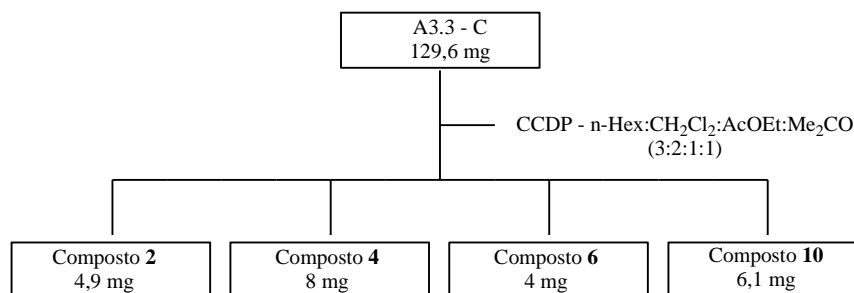 A3.3 - C
129,6 mg
CCDP - n-Hex:CH₂Cl₂:AcOEt:Me₂CO
(3:2:1:1)
Composto 2
4,9 mg
Composto 4
8 mg
Composto 6
4 mg
Composto 10
6,1 mg